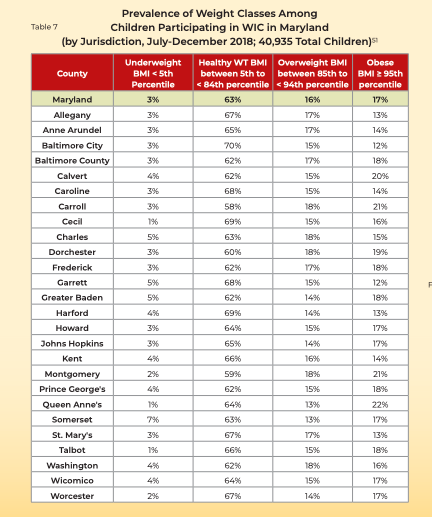 Prevalence of Weight Classes Among
Table 7 Children Participating in WIC in Maryland
(by Jurisdiction, July-December 2018; 40,935 Total Children)51
County Underweight BMI < 5th Percentile Healthy WT BMI between 5th to < 84th percentile Overweight BMI between 85th to < 94th percentile Obese BMI ≥ 95th percentile
Maryland 3% 63% 16% 17%
Allegany 3% 67% 17% 13%
Anne Arundel 3% 65% 17% 14%
Baltimore City 3% 70% 15% 12%
Baltimore County 3% 62% 17% 18%
Calvert 4% 62% 15% 20%
Caroline 3% 68% 15% 14%
Carroll 3% 58% 18% 21%
Cecil 1% 69% 15% 16%
Charles 5% 63% 18% 15%
Dorchester 3% 60% 18% 19%
Frederick 3% 62% 17% 18%
Garrett 5% 68% 15% 12%
Greater Baden 5% 62% 14% 18%
Harford 4% 69% 14% 13%
Howard 3% 64% 15% 17%
Johns Hopkins 3% 65% 14% 17%
Kent 4% 66% 16% 14%
Montgomery 2% 59% 18% 21%
Prince George's 4% 62% 15% 18%
Queen Anne's 1% 64% 13% 22%
Somerset 7% 63% 13% 17%
St. Mary's 3% 67% 17% 13%
Talbot 1% 66% 15% 18%
Washington 4% 62% 18% 16%
Wicomico 4% 64% 15% 17%
Worcester 2% 67% 14% 17%